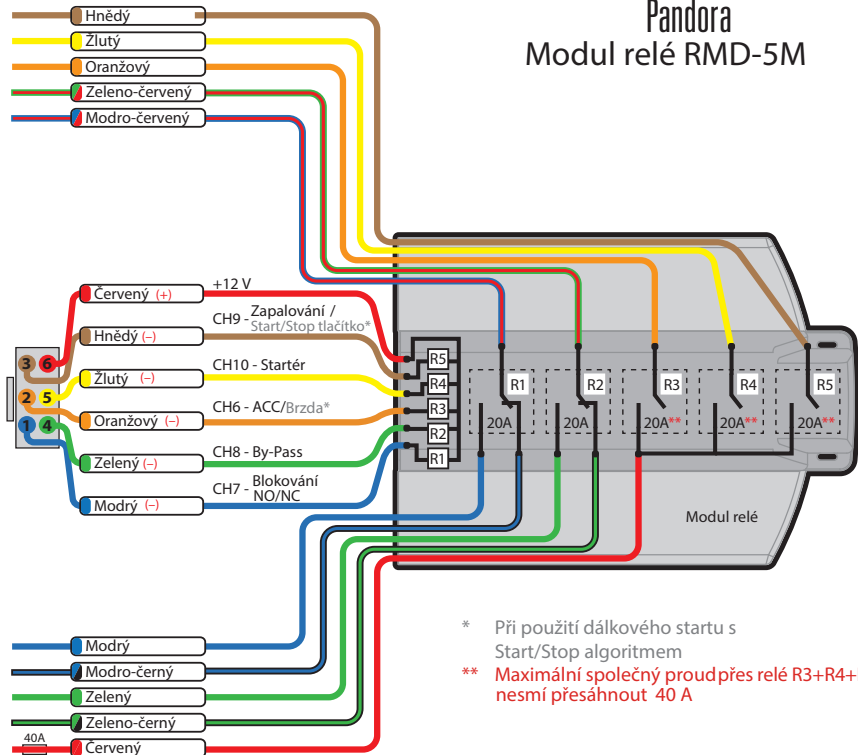 Pandora
Modul relé RMD-5M
Hnědý
Žlutý
Oranžový
Zeleno-červený
Modro-červený
Červený (+)
+12 V
Hnědý (–)
CH9 - Zapalování /
Start/Stop tlačítko*
Žlutý (–)
CH10 - Startér
Oranžový (–)
CH6 - ACC/Brzda*
Zelený (–)
CH8 - By-Pass
Modrý (–)
CH7 - Blokování
NO/NC
3 6
2 5
1 4
R5
R4
R3
R2
R1
R1 R2 R3 R4 R5
20A 20A 20A** 20A** 20A**
Modul relé
Modrý
Modro-černý
Zelený
Zeleno-černý
40A
Červený
* Při použití dálkového startu s
Start/Stop algoritmem
** Maximální společný proud přes relé R3+R4+
nesmí přesáhnout 40 A